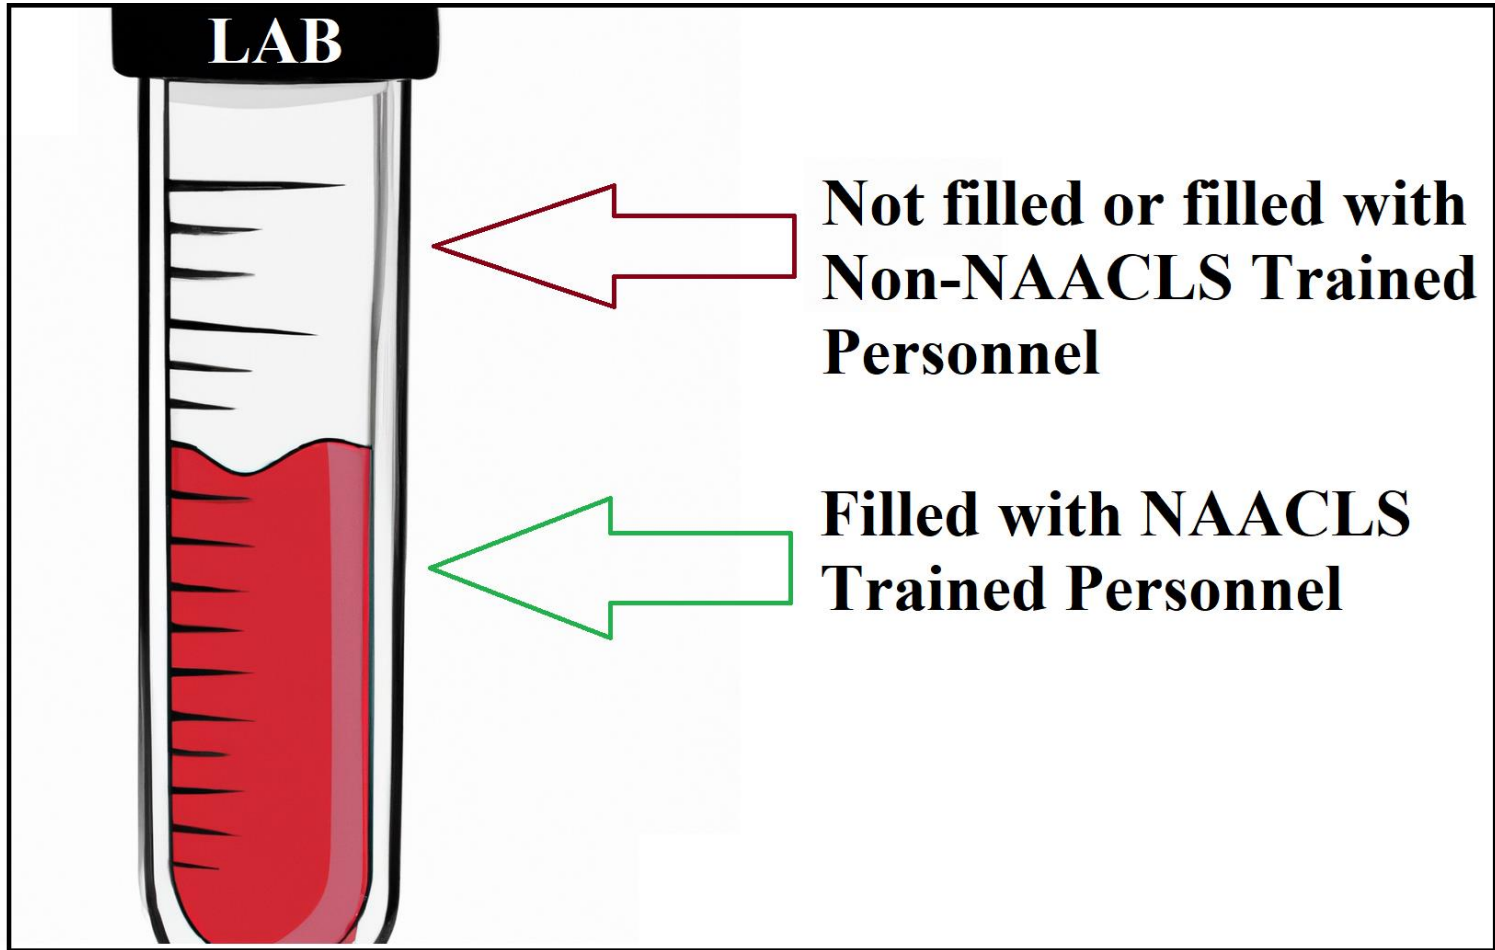 LAB
Not filled or filled with
Non-NAACLS Trained
Personnel
Filled with NAACLS
Trained Personnel